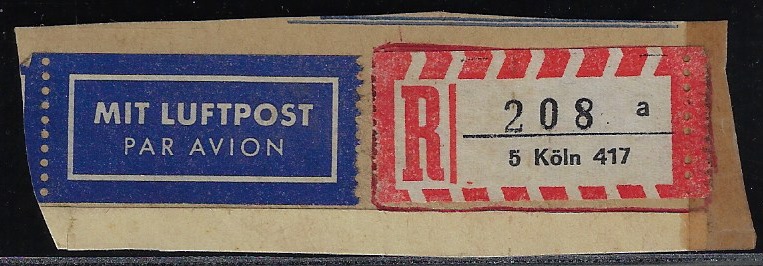 MIT LUFTPOST
PAR AVION
R
208 a
5 Köln 417